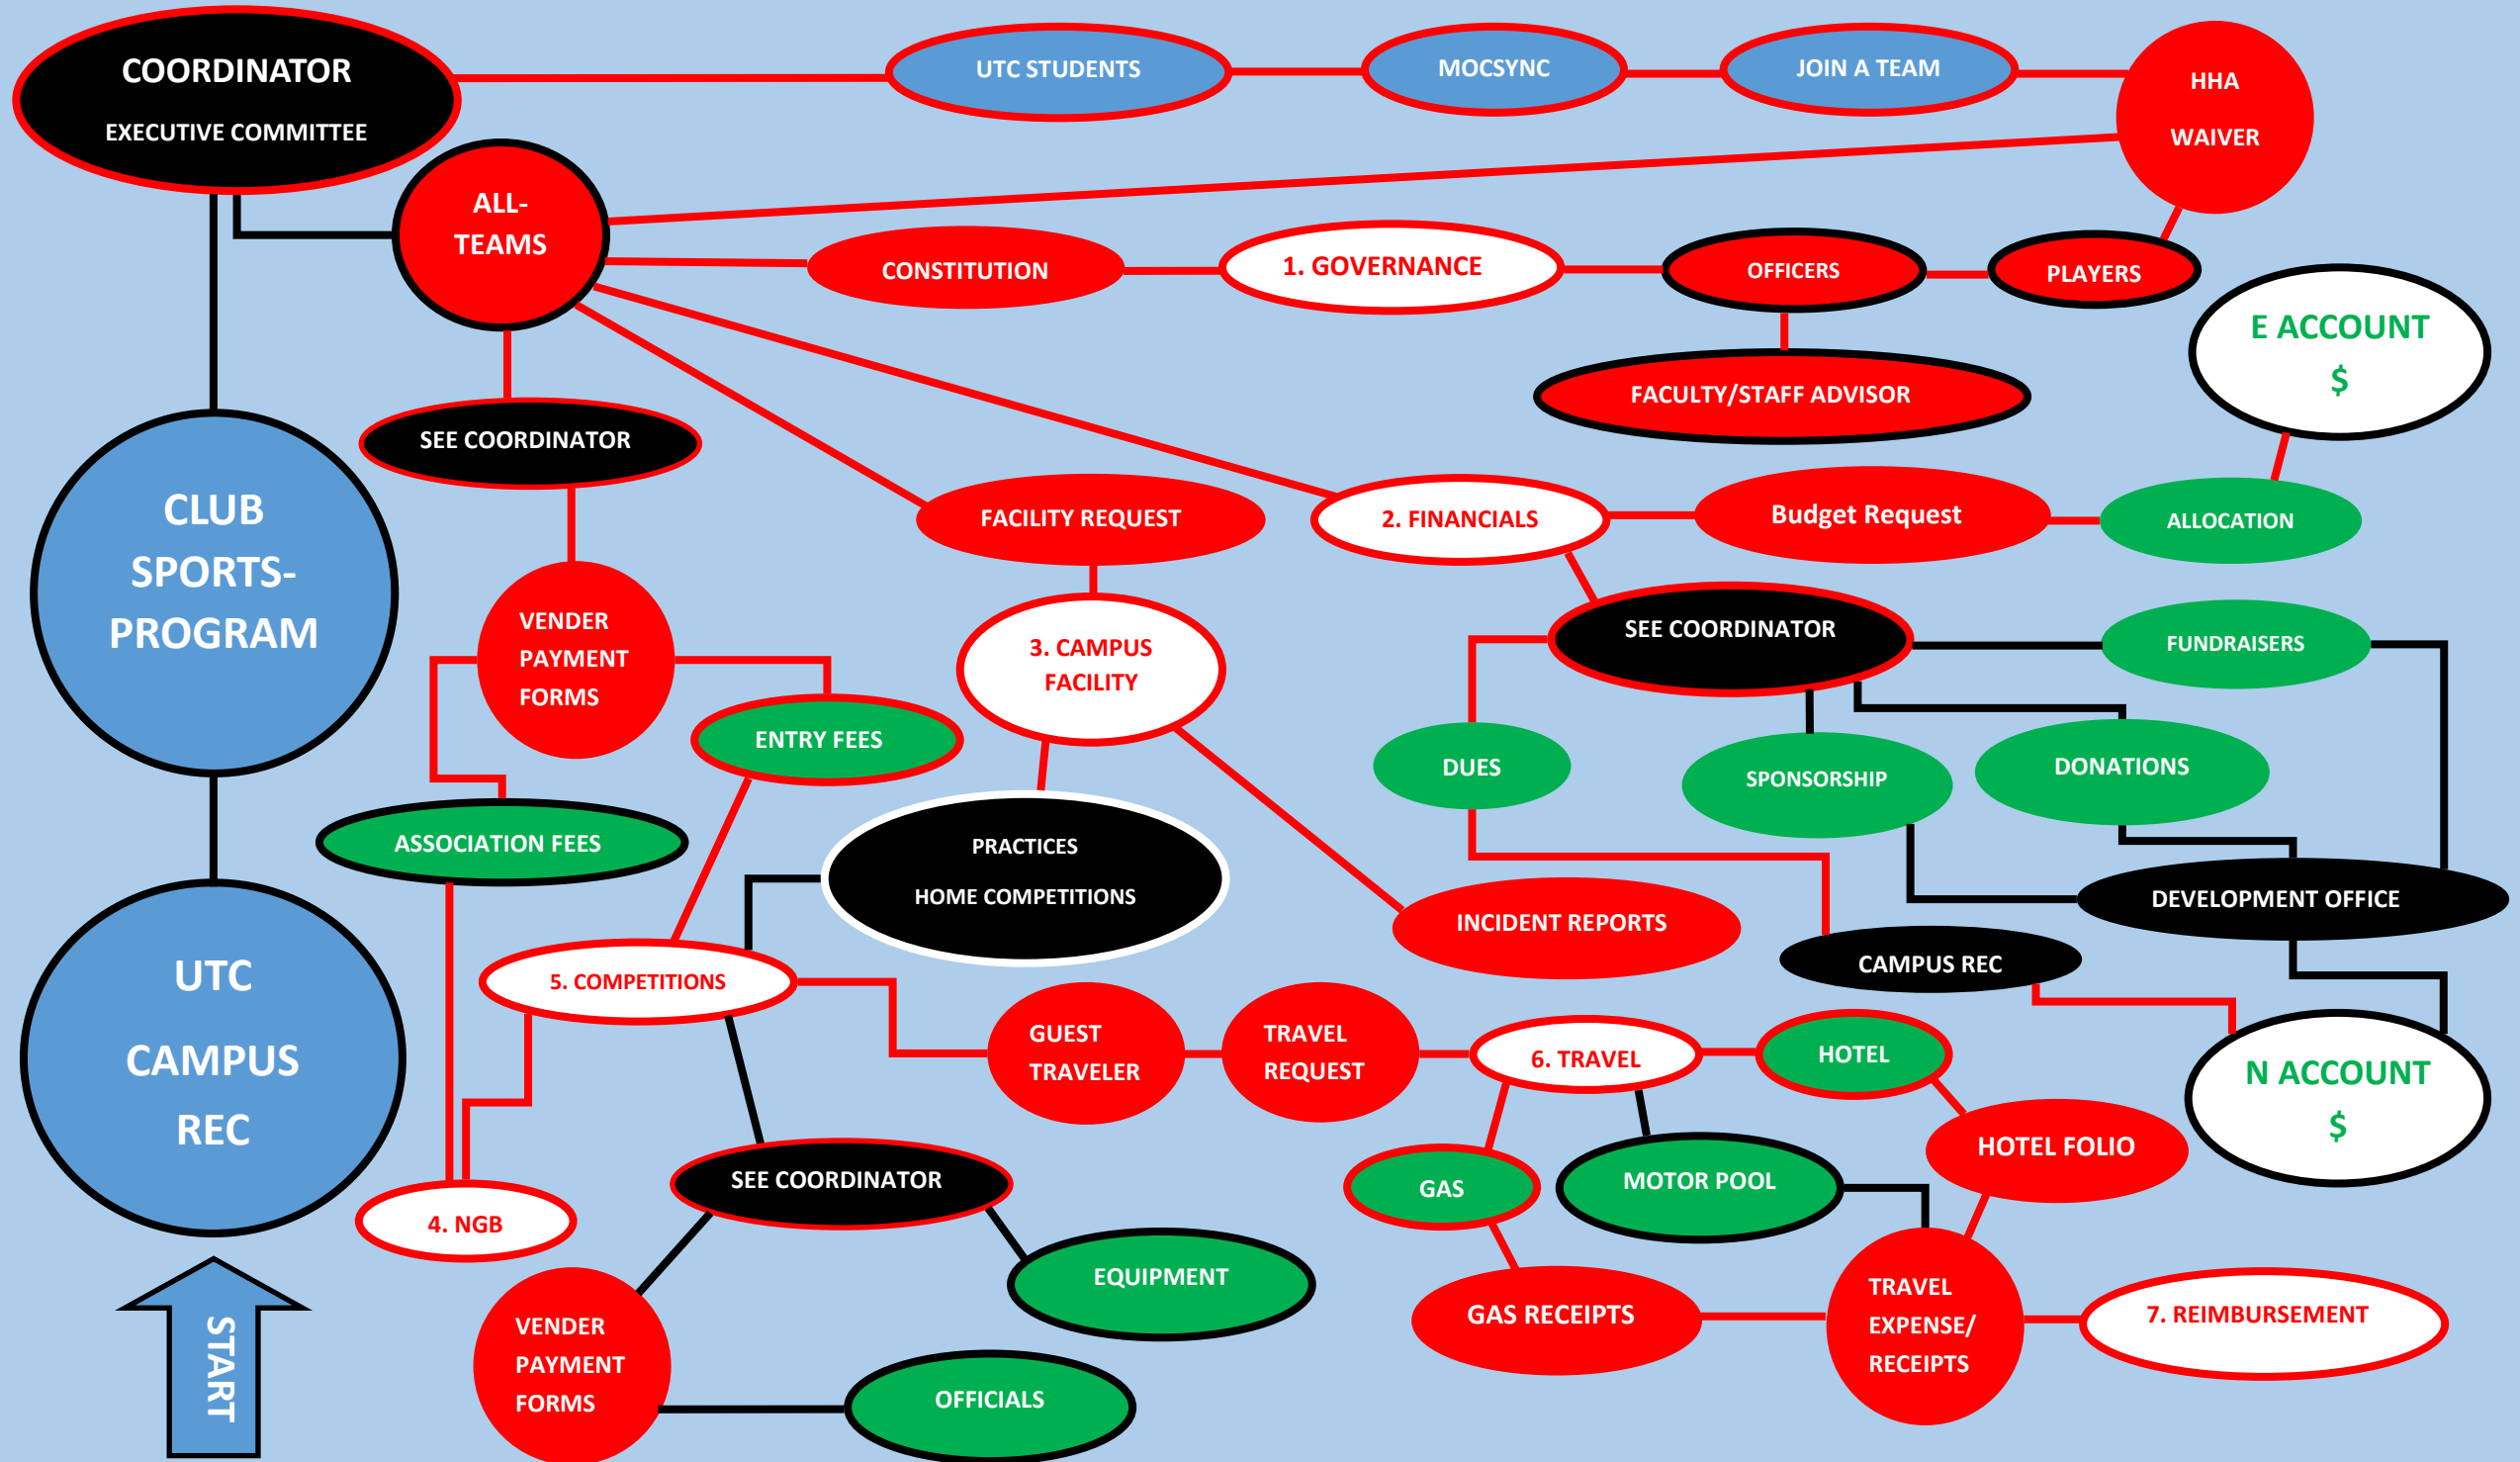 COORDINATOR
EXECUTIVE COMMITTEE
UTC STUDENTS
MOCSYNC
JOIN A TEAM
HHA
WAIVER
ALL-
TEAMS
CONSTITUTION
1. GOVERNANCE
OFFICERS
PLAYERS
FACULTY/STAFF ADVISOR
E ACCOUNT
$
SEE COORDINATOR
CLUB
SPORTS-
PROGRAM
FACILITY REQUEST
2. FINANCIALS
Budget Request
ALLOCATION
VENDER
PAYMENT
FORMS
3. CAMPUS
FACILITY
SEE COORDINATOR
FUNDRAISERS
ENTRY FEES
DUES
SPONSORSHIP
DONATIONS
ASSOCIATION FEES
PRACTICES
HOME COMPETITIONS
INCIDENT REPORTS
DEVELOPMENT OFFICE
CAMPUS REC
UTC
CAMPUS
REC
5. COMPETITIONS
GUEST
TRAVELER
TRAVEL
REQUEST
6. TRAVEL
HOTEL
N ACCOUNT
$
HOTEL FOLIO
SEE COORDINATOR
GAS
MOTOR POOL
4. NGB
EQUIPMENT
START
VENDER
PAYMENT
FORMS
OFFICIALS
GAS RECEIPTS
TRAVEL
EXPENSE/
RECEIPTS
7. REIMBURSEMENT